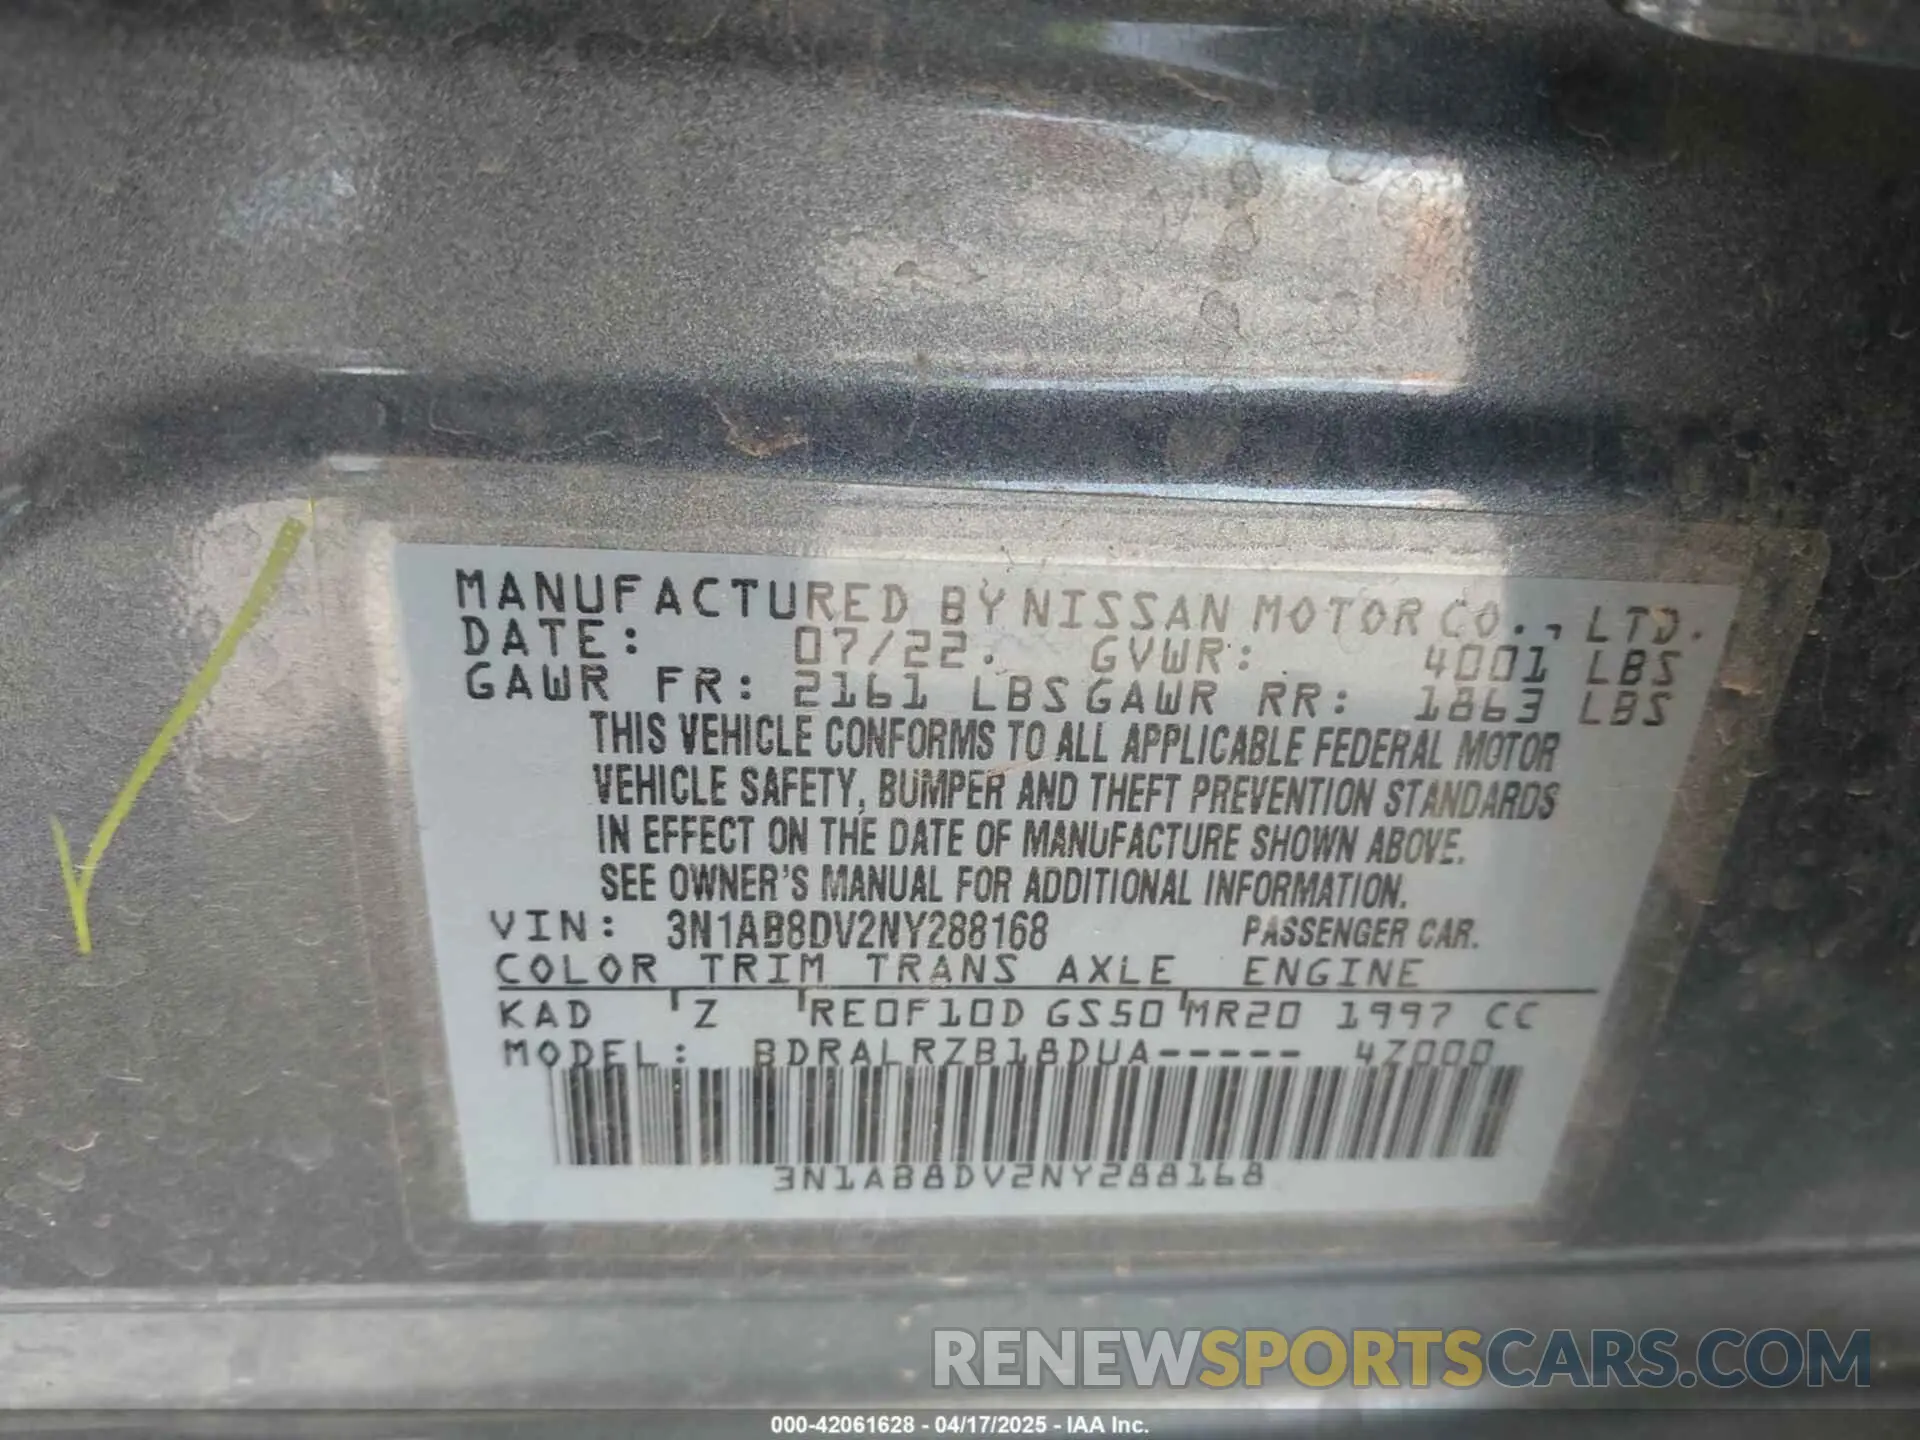 MANUFACTURED BY NISSAN MOTOR CO., LTD.
DATE: 07/22. GVWR: 4001 LBS
GAWR FR: 2161 LBS GAWR RR: 1863 LBS
THIS VEHICLE CONFORMS TO ALL APPLICABLE FEDERAL MOTOR
VEHICLE SAFETY, BUMPER AND THEFT PREVENTION STANDARDS
IN EFFECT ON THE DATE OF MANUFACTURE SHOWN ABOVE.
SEE OWNER'S MANUAL FOR ADDITIONAL INFORMATION.
VIN: 3N1AB8DV2NY288168 PASSENGER CAR.
COLOR TRIM TRANS AXLE ENGINE
KAD Z RE0F10D GS50 MR20 1997 CC
MODEL: BDRALRZB18DUA----- 4Z000
3N1AB8DV2NY288168
RENEWSPORTSCARS.COM
000-42061628 - 04/17/2025 - IAA Inc.